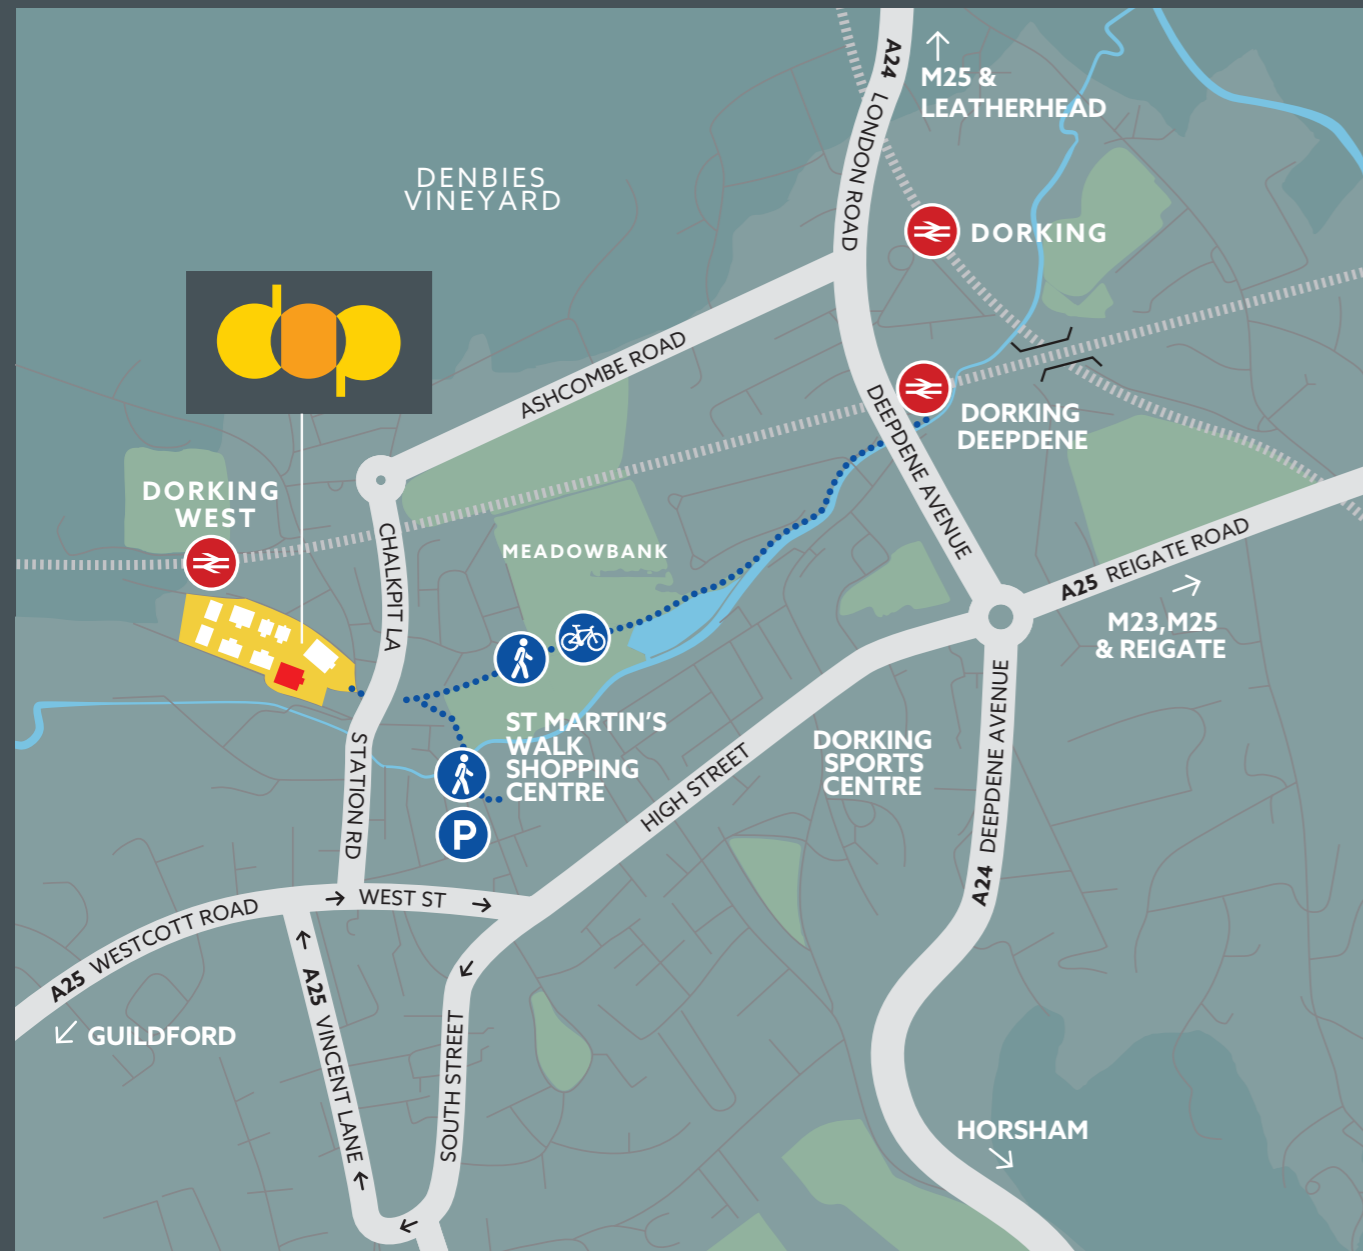 A24 LONDON ROAD
M25 &
LEATHERHEAD
DENBIES
VINEYARD
DORKING
dop
ASHCOMBE ROAD
DEEPDENE AVENUE
DORKING
DEEPDENE
DORKING
WEST
CHALKPIT LA
MEADOWBANK
A25 REIGATE ROAD
M23,M25
& REIGATE
ST MARTIN'S
WALK
SHOPPING
CENTRE
STATION RD
P
HIGH STREET
DORKING
SPORTS
CENTRE
A24 DEEPDENE AVENUE
WEST ST
A25 WESTCOTT ROAD
GUILDFORD
A25 VINCENT LANE
SOUTH STREET
HORSHAM